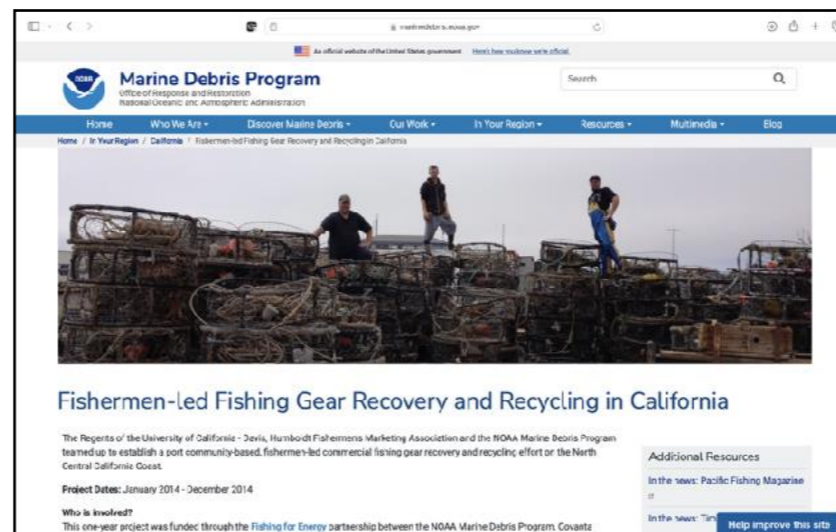 marinedebris.noaa.gov
An official website of the United States government Here's how you know we're official.
NOAA
Marine Debris Program
Office of Response and Restoration
National Oceanic and Atmospheric Administration
Search
Home Who We Are Discover Marine Debris Our Work In Your Region Resources Multimedia Blog
Home / In Your Region / California / Fishermen-led Fishing Gear Recovery and Recycling in California
Fishermen-led Fishing Gear Recovery and Recycling in California
The Regents of the University of California - Davis, Humboldt Fishermens Marketing Association and the NOAA Marine Debris Program
teamed up to establish a port community-based, fishermen-led commercial fishing gear recovery and recycling effort on the North
Central California Coast.
Project Dates: January 2014 - December 2014
Who is involved?
This one-year project was funded through the Fishing for Energy partnership between the NOAA Marine Debris Program, Covanta
Additional Resources
In the news: Pacific Fishing Magazine
In the news:
Help improve this site